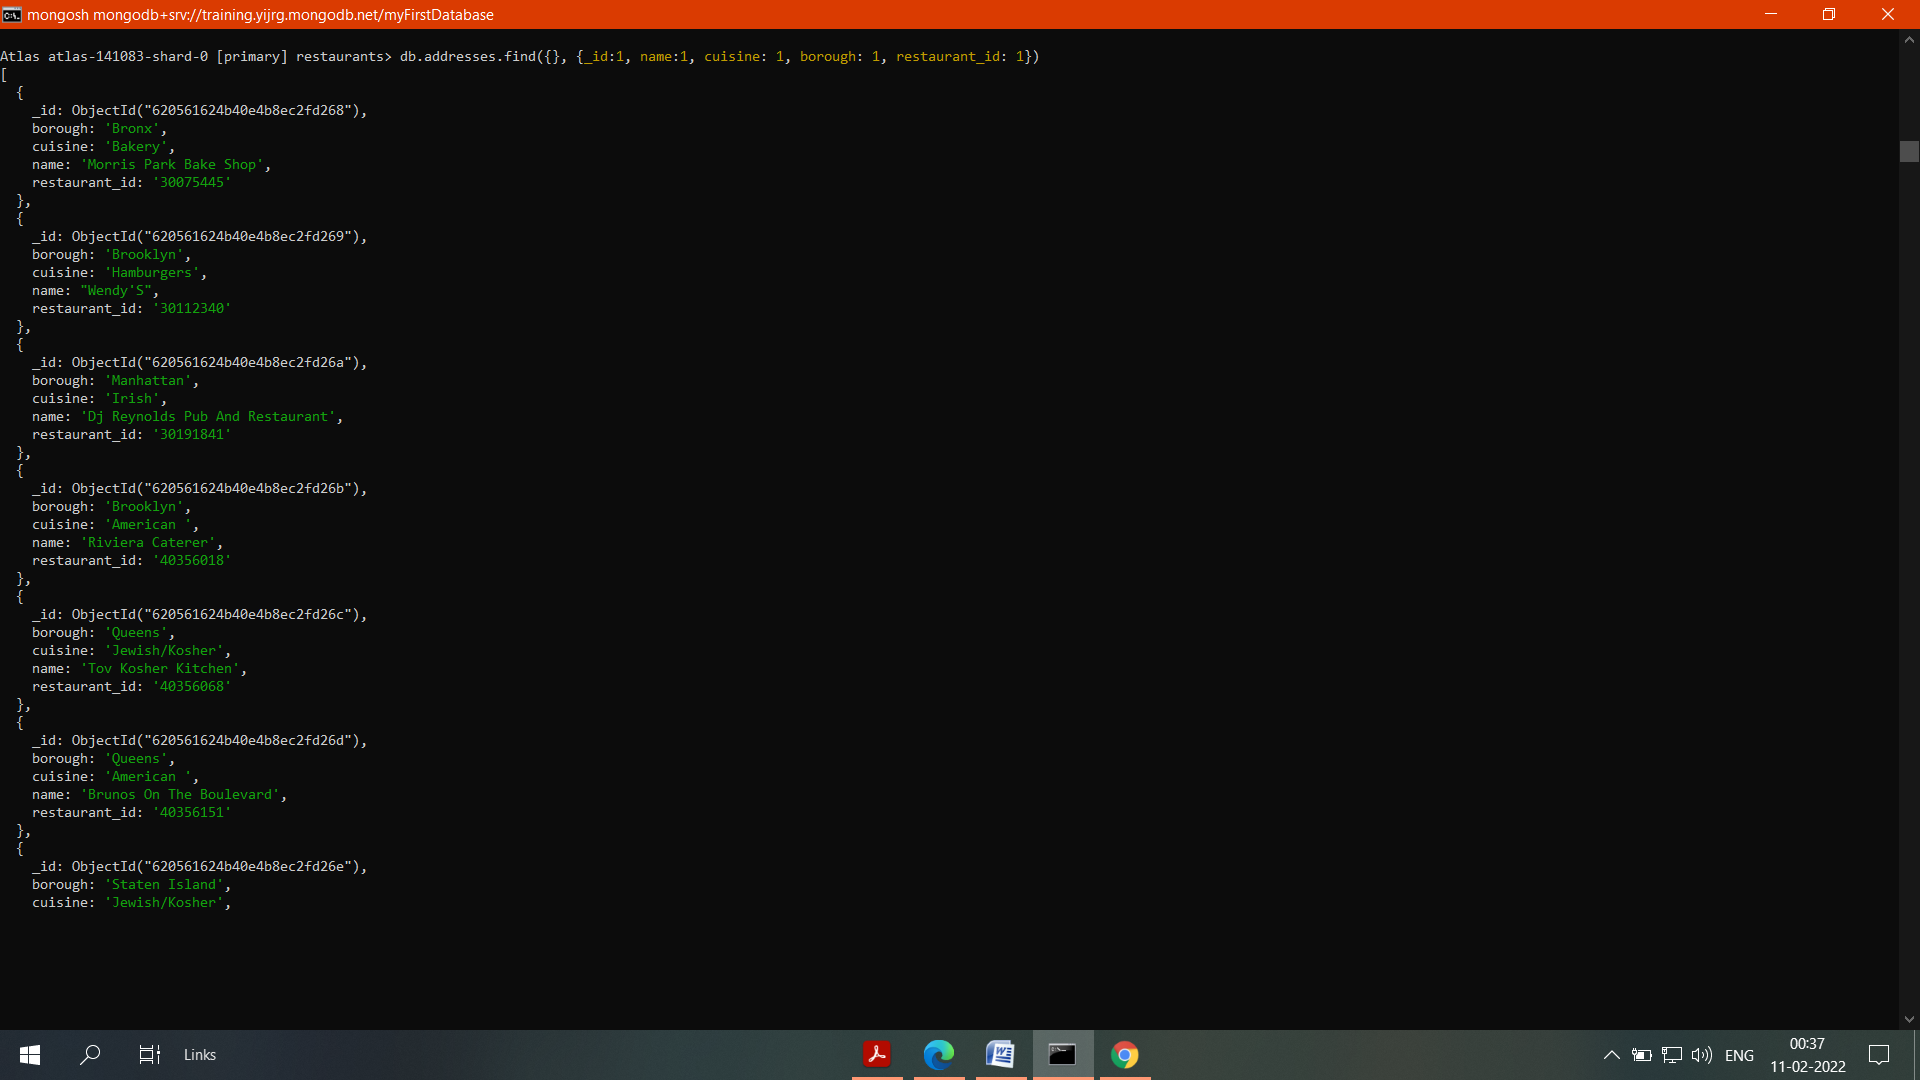 mongosh mongodb+srv://training.yijrg.mongodb.net/myFirstDatabase
Atlas atlas-141083-shard-0 [primary] restaurants> db.addresses.find({}, {_id:1, name:1, cuisine: 1, borough: 1, restaurant_id: 1})
[
  {
    _id: ObjectId("620561624b40e4b8ec2fd268"),
    borough: 'Bronx',
    cuisine: 'Bakery',
    name: 'Morris Park Bake Shop',
    restaurant_id: '30075445'
  },
  {
    _id: ObjectId("620561624b40e4b8ec2fd269"),
    borough: 'Brooklyn',
    cuisine: 'Hamburgers',
    name: "Wendy'S",
    restaurant_id: '30112340'
  },
  {
    _id: ObjectId("620561624b40e4b8ec2fd26a"),
    borough: 'Manhattan',
    cuisine: 'Irish',
    name: 'Dj Reynolds Pub And Restaurant',
    restaurant_id: '30191841'
  },
  {
    _id: ObjectId("620561624b40e4b8ec2fd26b"),
    borough: 'Brooklyn',
    cuisine: 'American ',
    name: 'Riviera Caterer',
    restaurant_id: '40356018'
  },
  {
    _id: ObjectId("620561624b40e4b8ec2fd26c"),
    borough: 'Queens',
    cuisine: 'Jewish/Kosher',
    name: 'Tov Kosher Kitchen',
    restaurant_id: '40356068'
  },
  {
    _id: ObjectId("620561624b40e4b8ec2fd26d"),
    borough: 'Queens',
    cuisine: 'American ',
    name: 'Brunos On The Boulevard',
    restaurant_id: '40356151'
  },
  {
    _id: ObjectId("620561624b40e4b8ec2fd26e"),
    borough: 'Staten Island',
    cuisine: 'Jewish/Kosher',
Links
ENG
00:37
11-02-2022